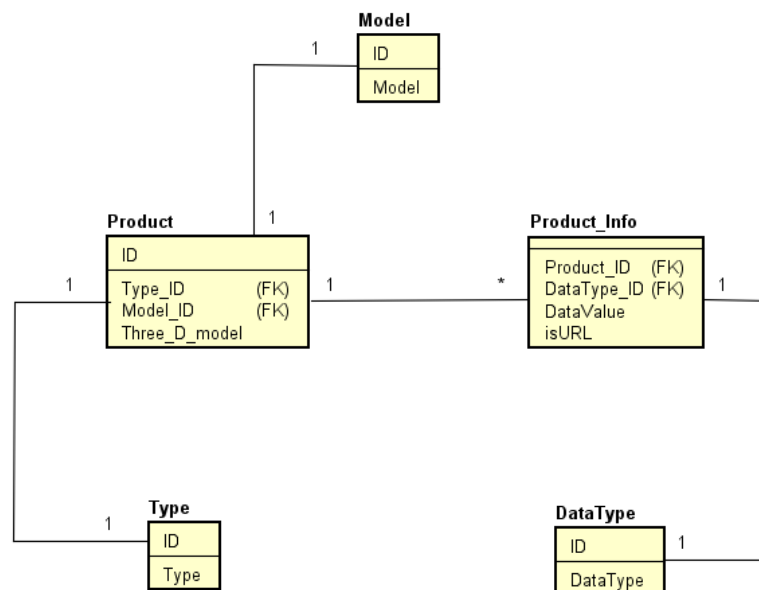 Model
1
ID
Model
1
Product
ID
Type_ID (FK)
Model_ID (FK)
Three_D_model
1
1
*
Product_Info
Product_ID (FK)
DataType_ID (FK)
DataValue
isURL
1
Type
1
ID
Type
DataType
ID
DataType
1